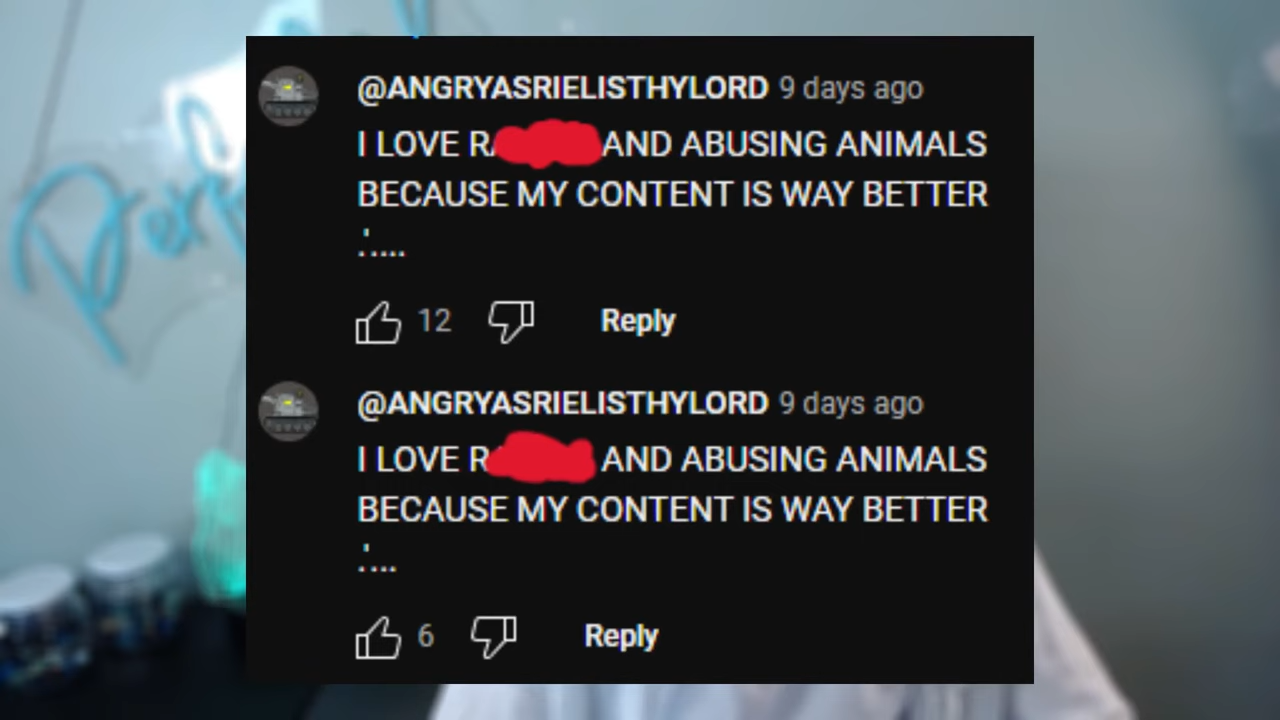 @ANGRYASRIELISTHYLORD 9 days ago
I LOVE R AND ABUSING ANIMALS
BECAUSE MY CONTENT IS WAY BETTER
.'....
12 Reply
@ANGRYASRIELISTHYLORD 9 days ago
I LOVE R AND ABUSING ANIMALS
BECAUSE MY CONTENT IS WAY BETTER
.'...
6 Reply